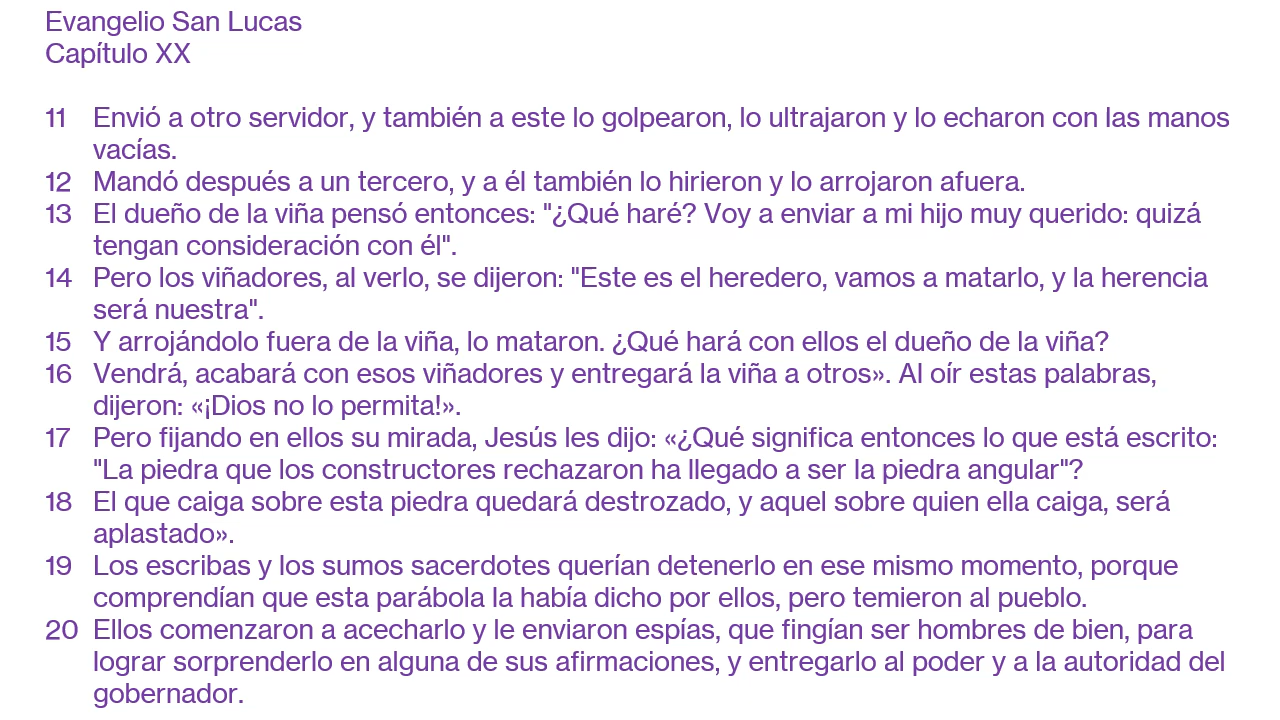 Evangelio San Lucas
Capítulo XX
11 Envió a otro servidor, y también a este lo golpearon, lo ultrajaron y lo echaron con las manos
vacías.
12 Mandó después a un tercero, y a él también lo hirieron y lo arrojaron afuera.
13 El dueño de la viña pensó entonces: "¿Qué haré? Voy a enviar a mi hijo muy querido: quizá
tengan consideración con él".
14 Pero los viñadores, al verlo, se dijeron: "Este es el heredero, vamos a matarlo, y la herencia
será nuestra".
15 Y arrojándolo fuera de la viña, lo mataron. ¿Qué hará con ellos el dueño de la viña?
16 Vendrá, acabará con esos viñadores y entregará la viña a otros». Al oír estas palabras,
dijeron: «¡Dios no lo permita!».
17 Pero fijando en ellos su mirada, Jesús les dijo: «¿Qué significa entonces lo que está escrito:
"La piedra que los constructores rechazaron ha llegado a ser la piedra angular"?
18 El que caiga sobre esta piedra quedará destrozado, y aquel sobre quien ella caiga, será
aplastado».
19 Los escribas y los sumos sacerdotes querían detenerlo en ese mismo momento, porque
comprendían que esta parábola la había dicho por ellos, pero temieron al pueblo.
20 Ellos comenzaron a acecharlo y le enviaron espías, que fingían ser hombres de bien, para
lograr sorprenderlo en alguna de sus afirmaciones, y entregarlo al poder y a la autoridad del
gobernador.